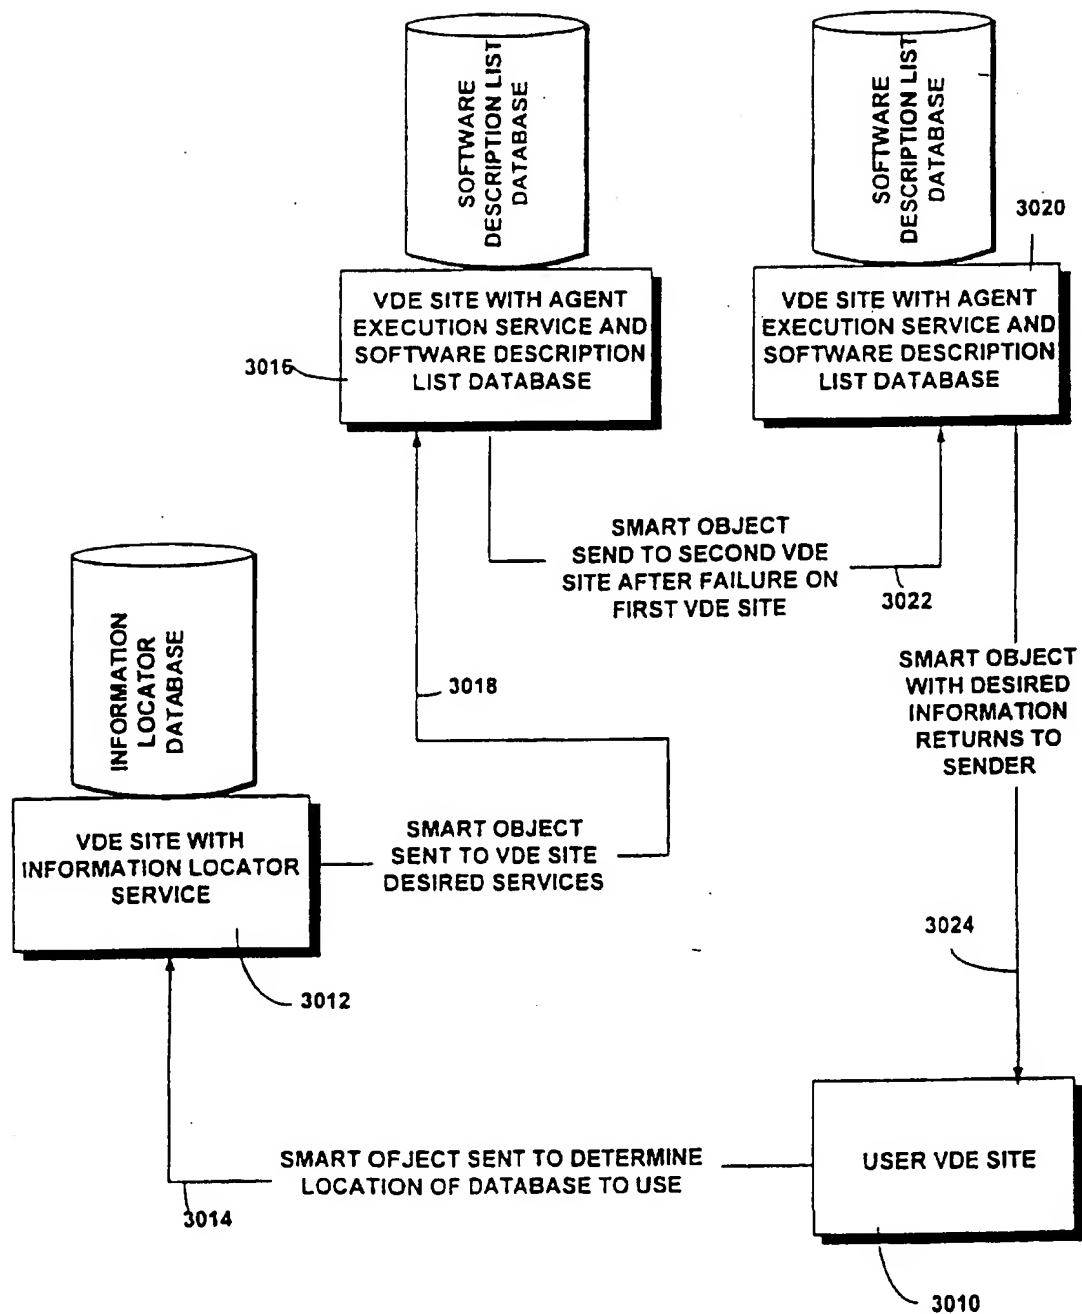 SOFTWARE
DESCRIPTION LIST
DATABASE
SOFTWARE
DESCRIPTION LIST
DATABASE
3020
VDE SITE WITH AGENT
EXECUTION SERVICE AND
SOFTWARE DESCRIPTION
LIST DATABASE
VDE SITE WITH AGENT
EXECUTION SERVICE AND
SOFTWARE DESCRIPTION
LIST DATABASE
3016
SMART OBJECT
SEND TO SECOND VDE
SITE AFTER FAILURE ON
FIRST VDE SITE
3022
INFORMATION
LOCATOR
DATABASE
3018
SMART OBJECT
WITH DESIRED
INFORMATION
RETURNS TO
SENDER
VDE SITE WITH
INFORMATION LOCATOR
SERVICE
SMART OBJECT
SENT TO VDE SITE
DESIRED SERVICES
3024
3012
SMART OFJECT SENT TO DETERMINE
LOCATION OF DATABASE TO USE
USER VDE SITE
3014
3010